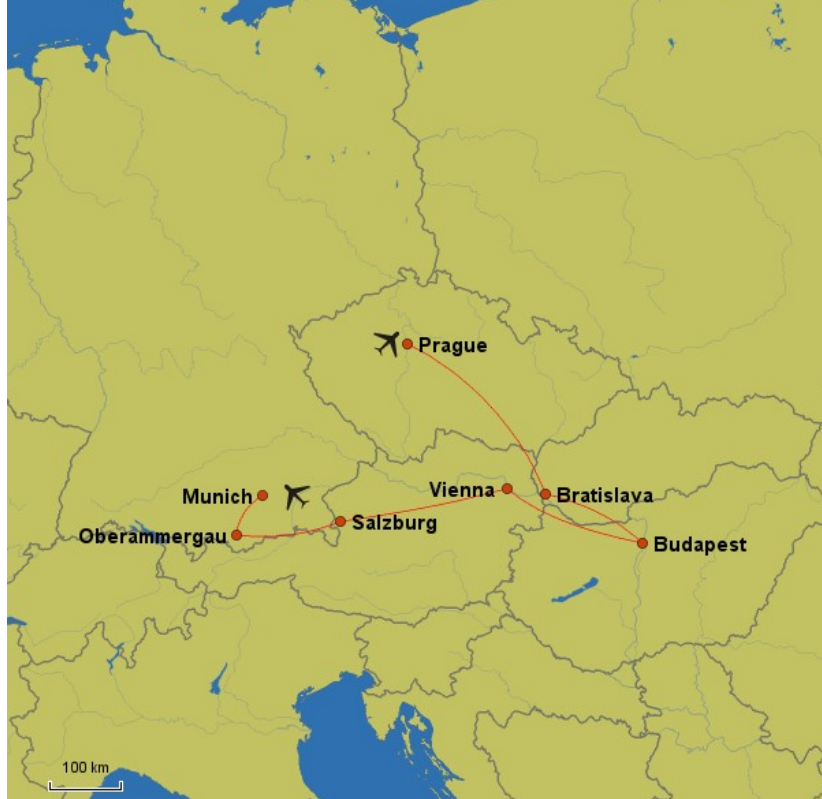 Prague
Munich
Vienna
Bratislava
Oberammergau
Salzburg
Budapest
100 km